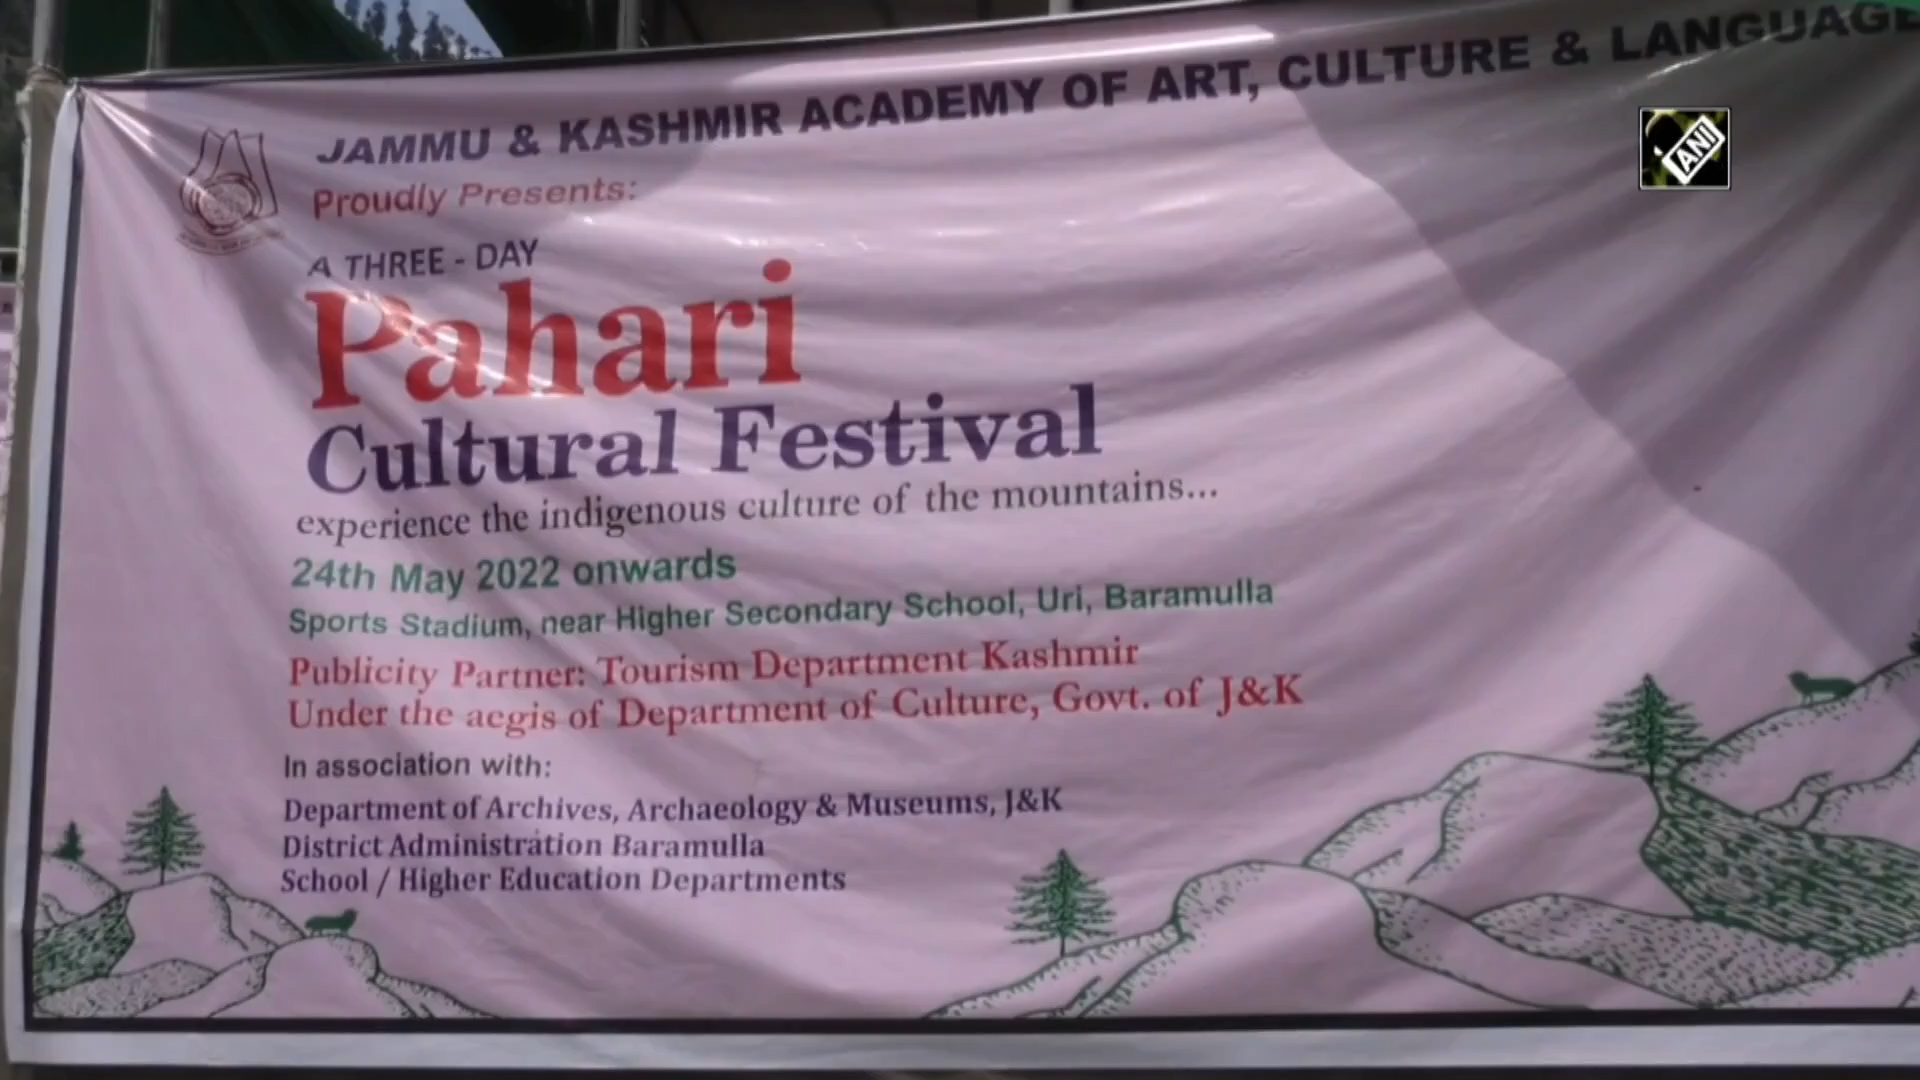 JAMMU & KASHMIR ACADEMY OF ART, CULTURE & LANGUAGE
Proudly Presents:
A THREE - DAY
Pahari
Cultural Festival
experience the indigenous culture of the mountains...
24th May 2022 onwards
Sports Stadium, near Higher Secondary School, Uri, Baramulla
Publicity Partner: Tourism Department Kashmir
Under the aegis of Department of Culture, Govt. of J&K
In association with:
Department of Archives, Archaeology & Museums, J&K
District Administration Baramulla
School / Higher Education Departments
ANI